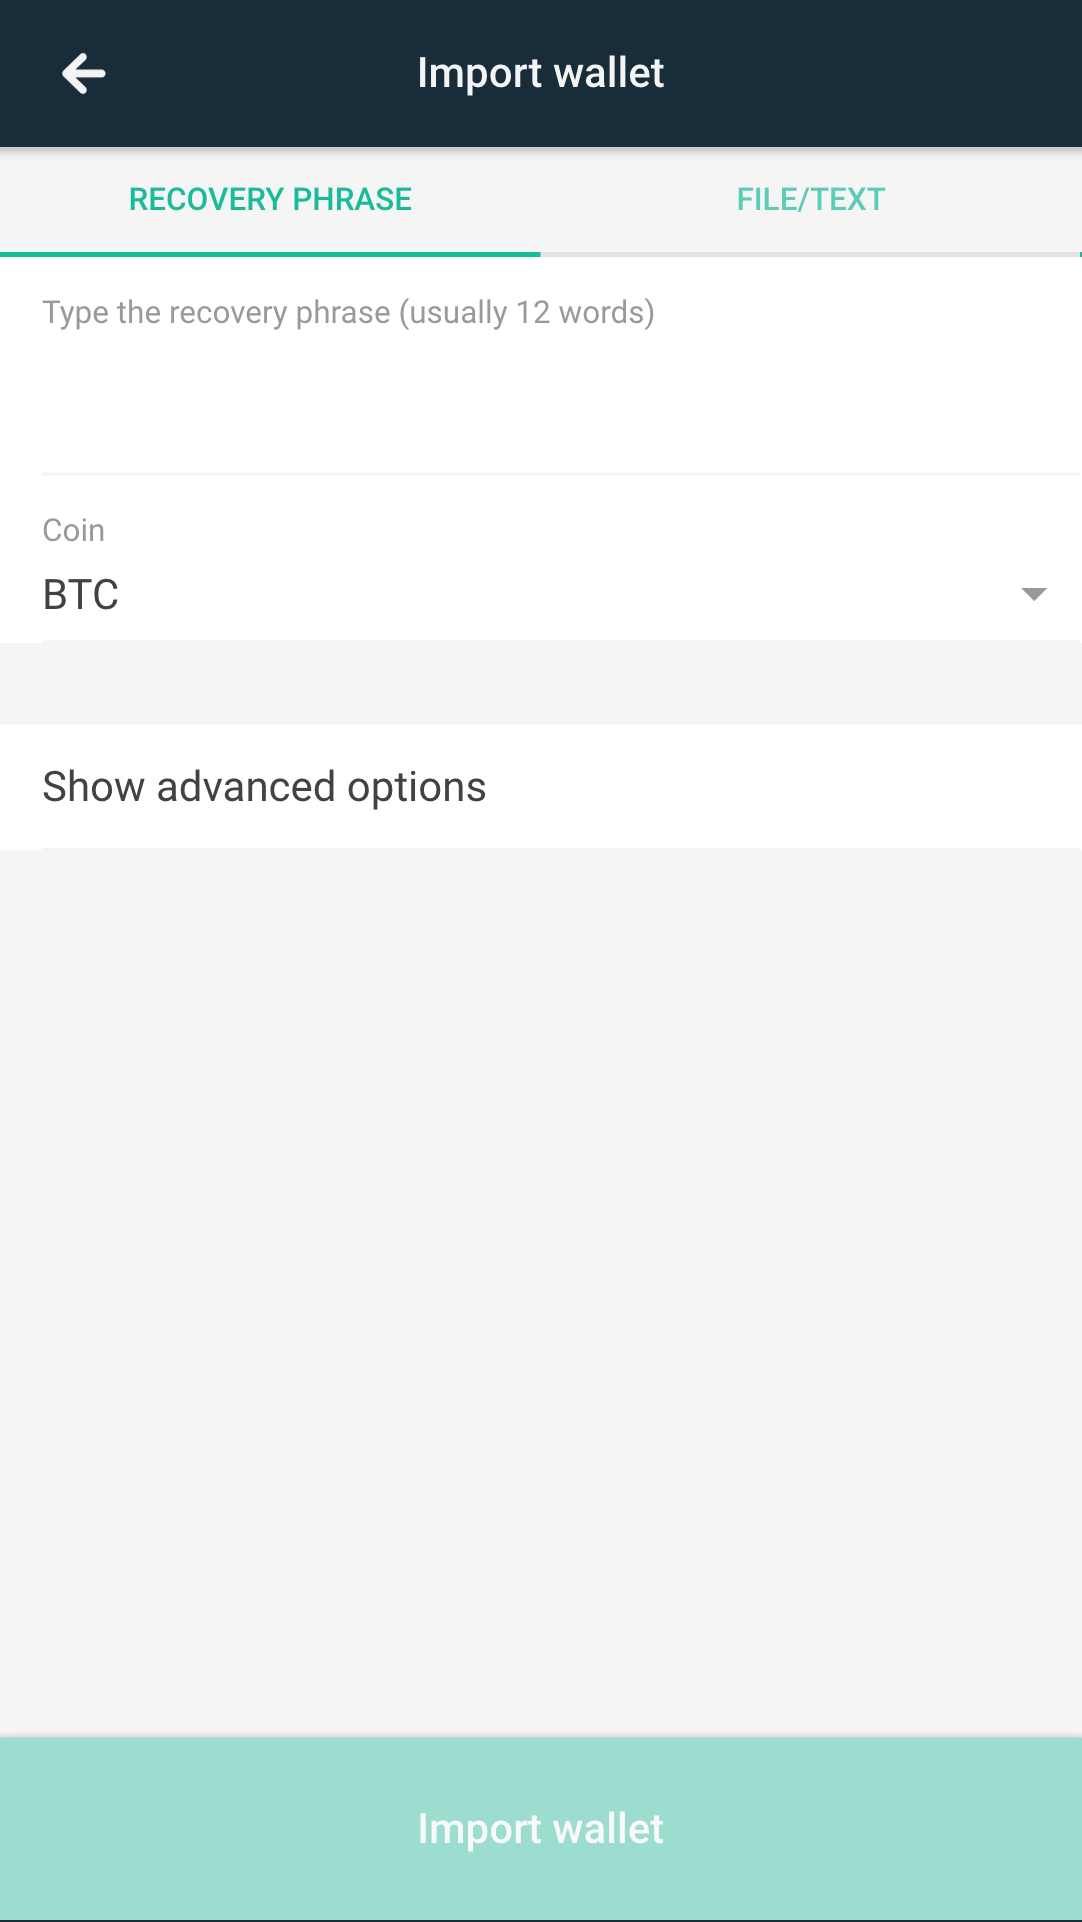 Import wallet
RECOVERY PHRASE
FILE/TEXT
Type the recovery phrase (usually 12 words)
Coin
BTC
Show advanced options
Import wallet